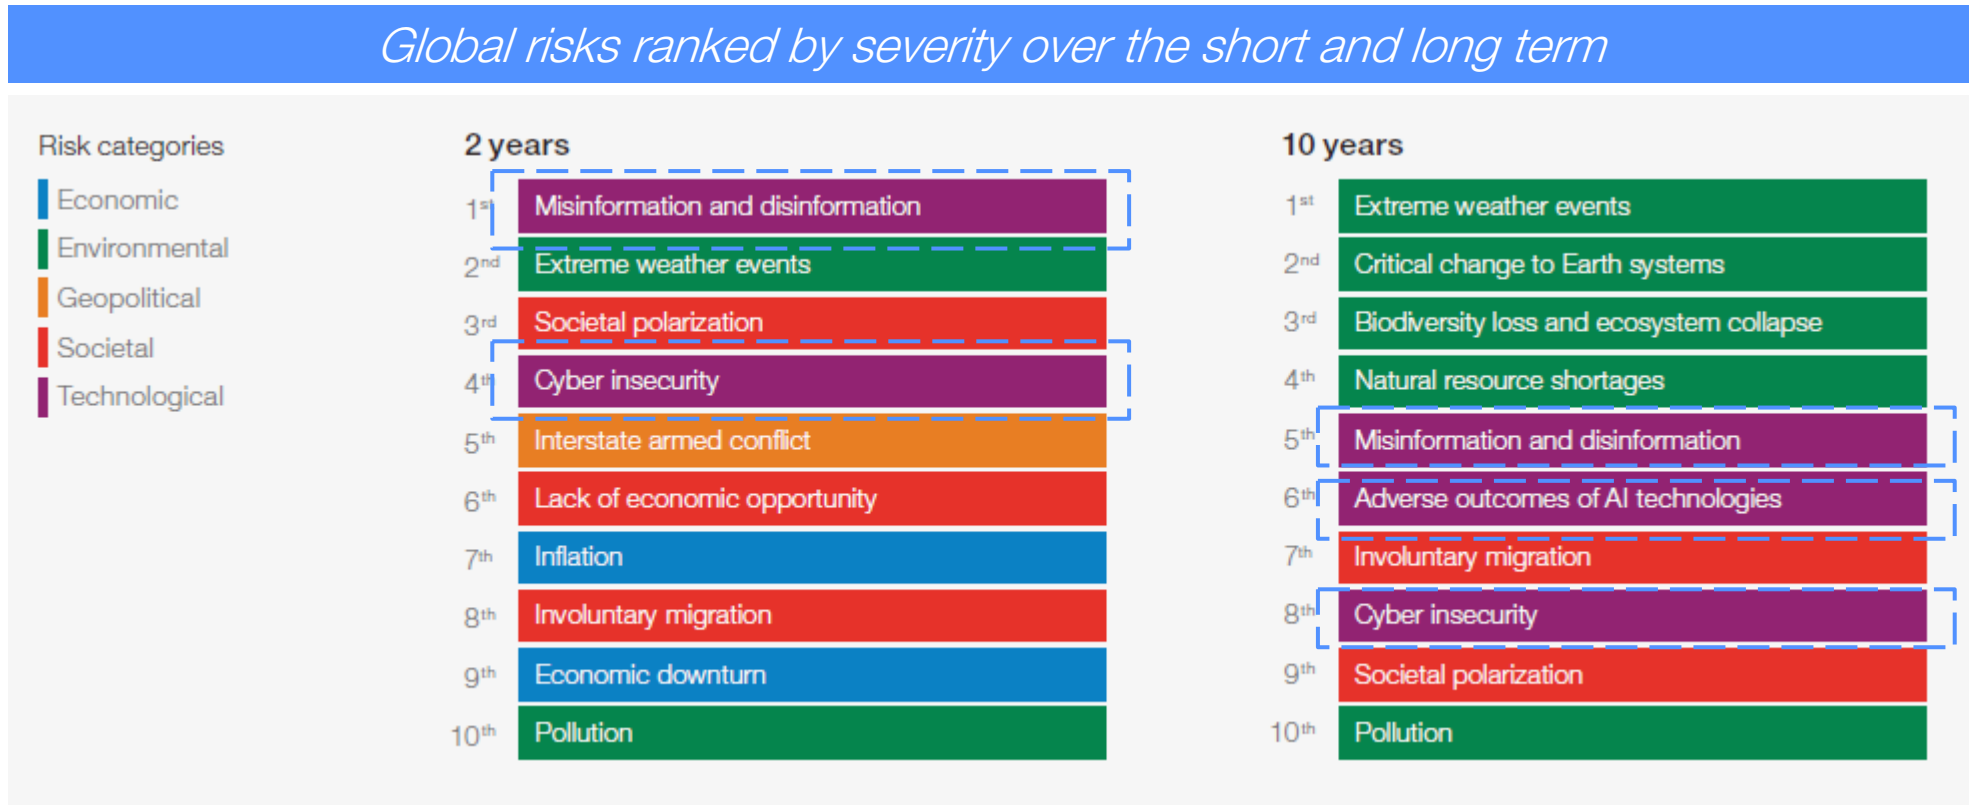 Global risks ranked by severity over the short and long term
Risk categories
Economic
Environmental
Geopolitical
Societal
Technological
2 years
1st Misinformation and disinformation
2nd Extreme weather events
3rd Societal polarization
4th Cyber insecurity
5th Interstate armed conflict
6th Lack of economic opportunity
7th Inflation
8th Involuntary migration
9th Economic downturn
10th Pollution
10 years
1st Extreme weather events
2nd Critical change to Earth systems
3rd Biodiversity loss and ecosystem collapse
4th Natural resource shortages
5th Misinformation and disinformation
6th Adverse outcomes of AI technologies
7th Involuntary migration
8th Cyber insecurity
9th Societal polarization
10th Pollution